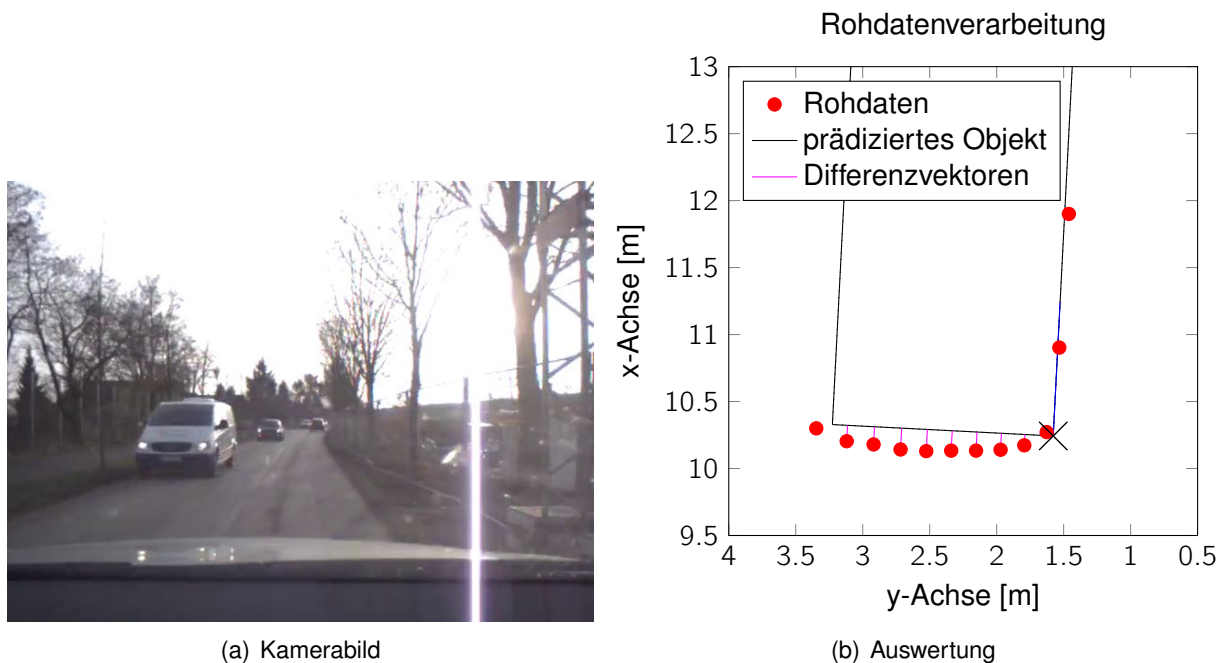 Rohdatenverarbeitung
13
12.5
12
11.5
11
10.5
10
9.5
x-Achse [m]
Rohdaten
prädiziertes Objekt
Differenzvektoren
4 3.5 3 2.5 2 1.5 1 0.5
y-Achse [m]
(a) Kamerabild
(b) Auswertung